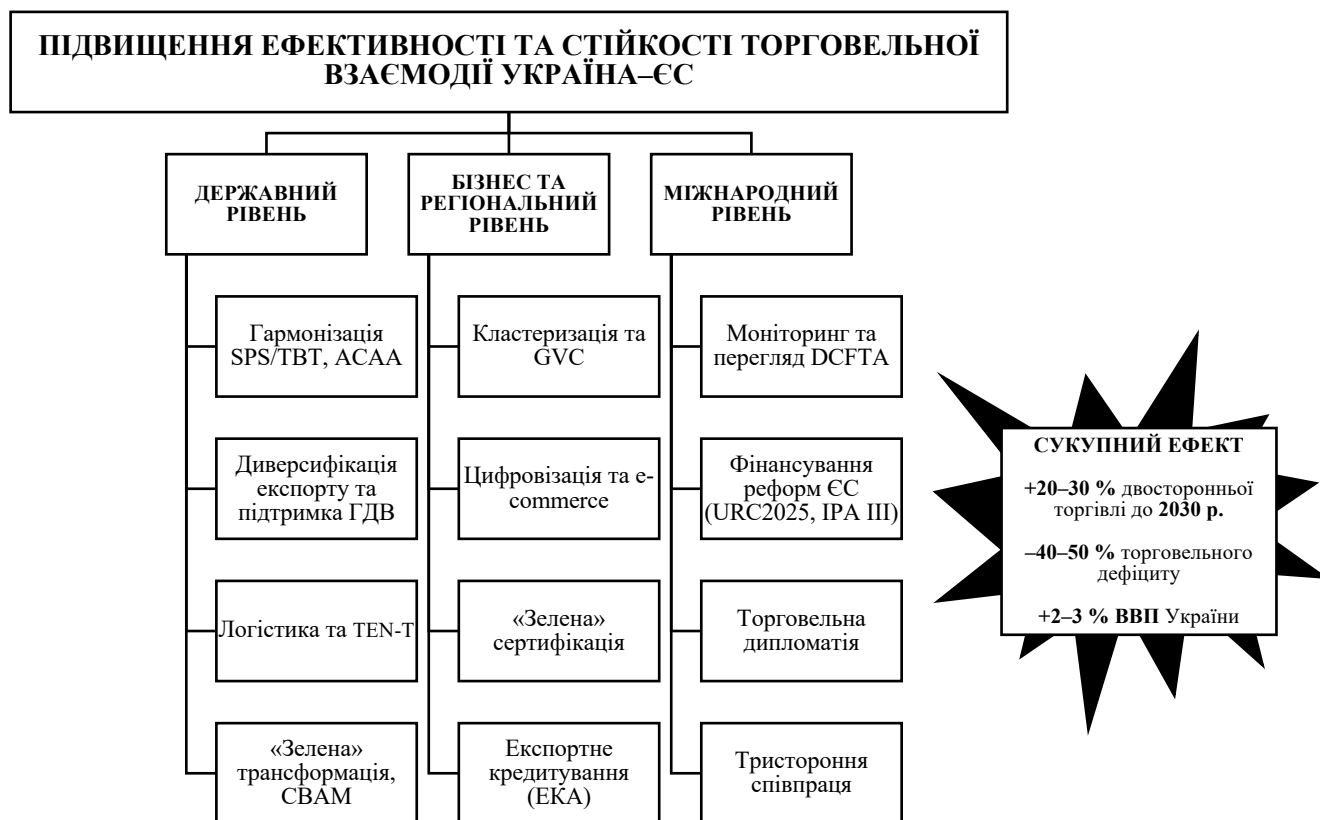 ПІДВИЩЕННЯ ЕФЕКТИВНОСТІ ТА СТІЙКОСТІ ТОРГОВЕЛЬНОЇ
ВЗАЄМОДІЇ УКРАЇНА–ЄС
ДЕРЖАВНИЙ
РІВЕНЬ
Гармонізація
SPS/TBT, ACAA
Диверсифікація
експорту та
підтримка ГДВ
Логістика та TEN-T
«Зелена»
трансформація,
CBAM
БІЗНЕС ТА
РЕГІОНАЛЬНИЙ
РІВЕНЬ
Кластеризація та
GVC
Цифровізація та e-
commerce
«Зелена»
сертифікація
Експортне
кредитування
(ЕКА)
МІЖНАРОДНИЙ
РІВЕНЬ
Моніторинг та
перегляд DCFTA
Фінансування
реформ ЄС
(URC2025, IPA III)
Торговельна
дипломатія
Тристороння
співпраця
СУКУПНИЙ ЕФЕКТ
+20–30 % двосторонньої
торгівлі до 2030 р.
–40–50 % торговельного
дефіциту
+2–3 % ВВП України